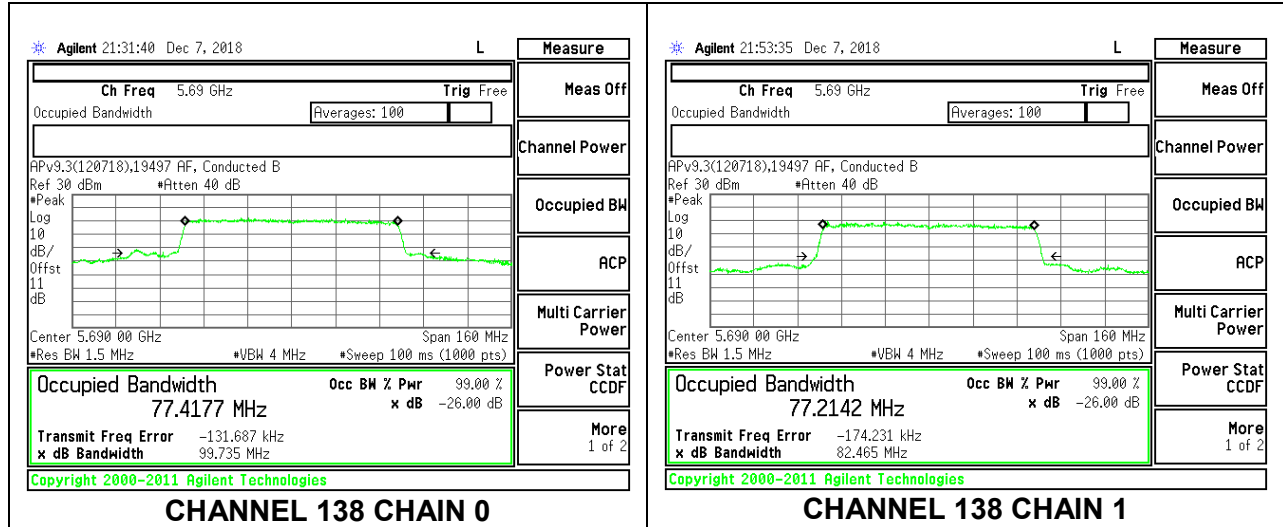 Agilent 21:31:40 Dec 7, 2018 L
Measure
Ch Freq 5.69 GHz Trig Free
Meas Off
Occupied Bandwidth Averages: 100
Channel Power
APv9.3(120718),19497 AF, Conducted B
Ref 30 dBm #Atten 40 dB
#Peak
Occupied BW
Log
10
dB/
ACP
Offst
11
dB
Multi Carrier
Power
Center 5.690 00 GHz Span 160 MHz
#Res BW 1.5 MHz #VBW 4 MHz #Sweep 100 ms (1000 pts)
Power Stat
CCDF
Occupied Bandwidth Occ BW % Pwr 99.00 %
77.4177 MHz x dB -26.00 dB
Transmit Freq Error -131.687 kHz
x dB Bandwidth 99.735 MHz
More
1 of 2
Copyright 2000-2011 Agilent Technologies
CHANNEL 138 CHAIN 0
Agilent 21:53:35 Dec 7, 2018 L
Measure
Ch Freq 5.69 GHz Trig Free
Meas Off
Occupied Bandwidth Averages: 100
Channel Power
APv9.3(120718),19497 AF, Conducted B
Ref 30 dBm #Atten 40 dB
#Peak
Occupied BW
Log
10
dB/
ACP
Offst
11
dB
Multi Carrier
Power
Center 5.690 00 GHz Span 160 MHz
#Res BW 1.5 MHz #VBW 4 MHz #Sweep 100 ms (1000 pts)
Power Stat
CCDF
Occupied Bandwidth Occ BW % Pwr 99.00 %
77.2142 MHz x dB -26.00 dB
Transmit Freq Error -174.231 kHz
x dB Bandwidth 82.465 MHz
More
1 of 2
Copyright 2000-2011 Agilent Technologies
CHANNEL 138 CHAIN 1